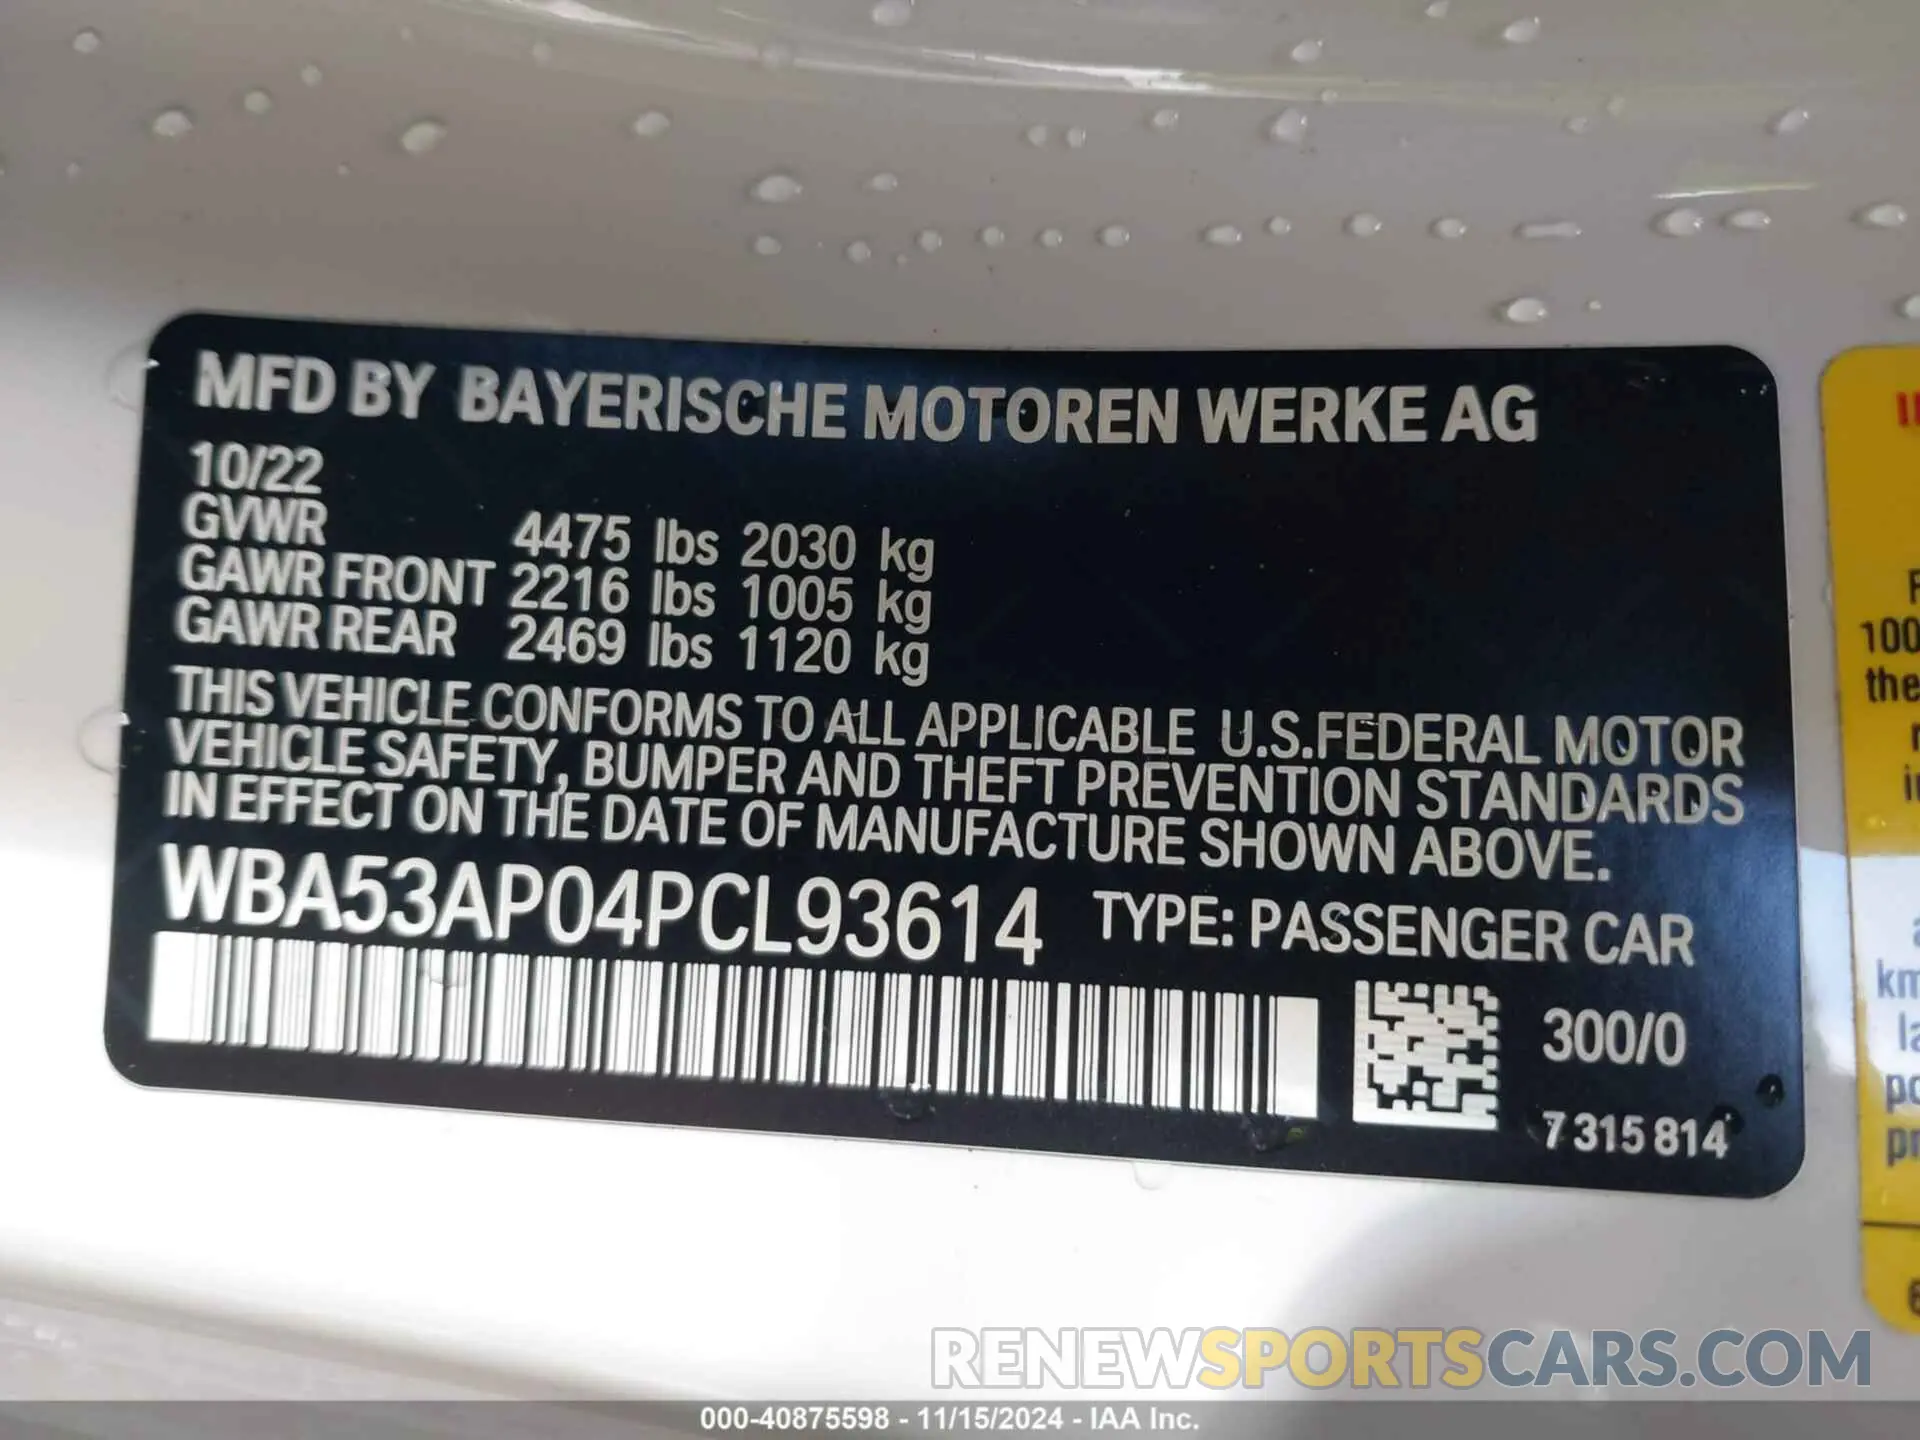 MFD BY BAYERISCHE MOTOREN WERKE AG
10/22
GVWR 4475 lbs 2030 kg
GAWR FRONT 2216 lbs 1005 kg
GAWR REAR 2469 lbs 1120 kg
THIS VEHICLE CONFORMS TO ALL APPLICABLE U.S.FEDERAL MOTOR
VEHICLE SAFETY, BUMPER AND THEFT PREVENTION STANDARDS
IN EFFECT ON THE DATE OF MANUFACTURE SHOWN ABOVE.
WBA53AP04PCL93614 TYPE: PASSENGER CAR
300/0
7 315 814
100
the
km
RENEWSPORTSCARS.COM
000-40875598 - 11/15/2024 - IAA Inc.